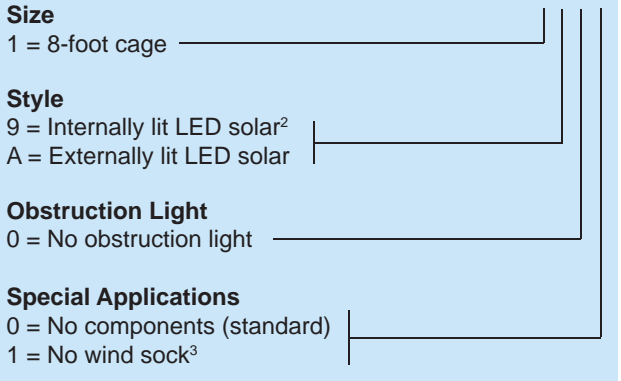 Size
1 = 8-foot cage
Style
9 = Internally lit LED solar²
A = Externally lit LED solar
Obstruction Light
0 = No obstruction light
Special Applications
0 = No components (standard)
1 = No wind sock³